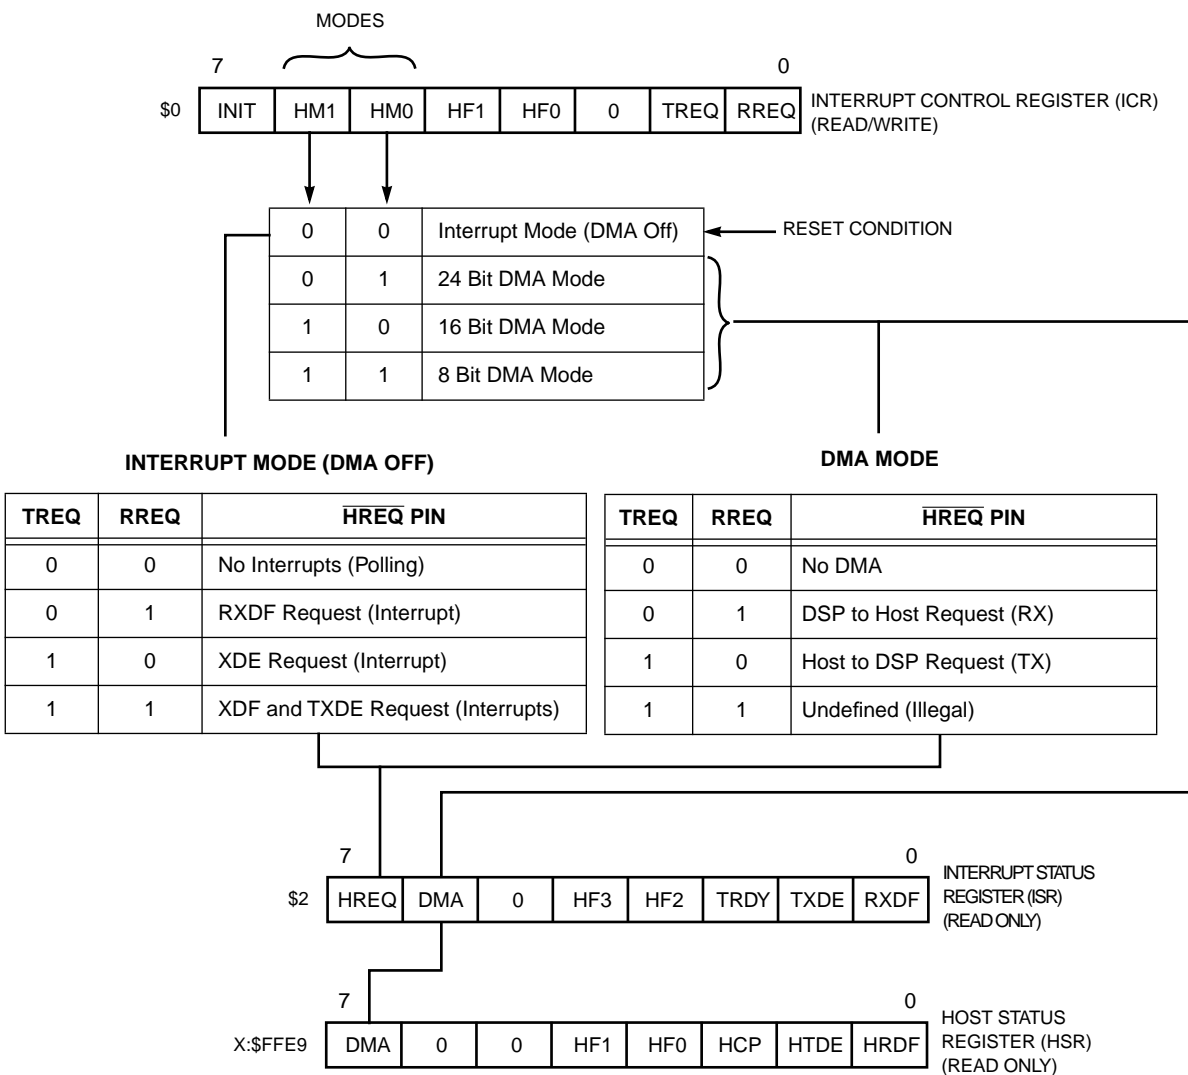 MODES
7 0
$0 INIT HM1 HM0 HF1 HF0 0 TREQ RREQ INTERRUPT CONTROL REGISTER (ICR)
(READ/WRITE)
0 0 Interrupt Mode (DMA Off) RESET CONDITION
0 1 24 Bit DMA Mode
1 0 16 Bit DMA Mode
1 1 8 Bit DMA Mode
INTERRUPT MODE (DMA OFF)
TREQ RREQ HREQ PIN
0 0 No Interrupts (Polling)
0 1 RXDF Request (Interrupt)
1 0 XDE Request (Interrupt)
1 1 XDF and TXDE Request (Interrupts)
DMA MODE
TREQ RREQ HREQ PIN
0 0 No DMA
0 1 DSP to Host Request (RX)
1 0 Host to DSP Request (TX)
1 1 Undefined (Illegal)
7 0
$2 HREQ DMA 0 HF3 HF2 TRDY TXDE RXDF
INTERRUPT STATUS
REGISTER (ISR)
(READ ONLY)
7 0
X:$FFE9 DMA 0 0 HF1 HF0 HCP HTDE HRDF
HOST STATUS
REGISTER (HSR)
(READ ONLY)